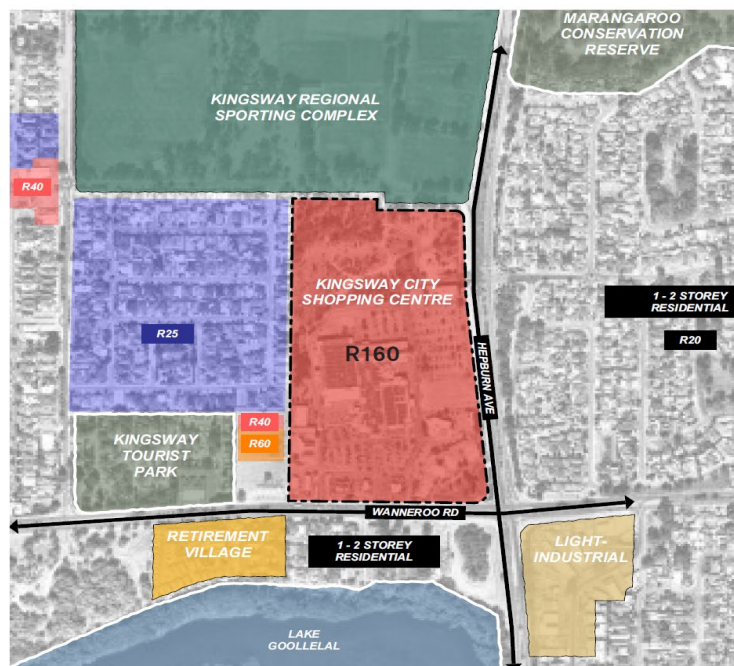 MARANGAROO
CONSERVATION
RESERVE
KINGSWAY REGIONAL
SPORTING COMPLEX
R40
KINGSWAY CITY
SHOPPING CENTRE
R160
1 - 2 STOREY
RESIDENTIAL
R20
R25
HEPBURN AVE
R40
R60
KINGSWAY
TOURIST
PARK
WANNEROO RD
RETIREMENT
VILLAGE
1 - 2 STOREY
RESIDENTIAL
LIGHT-
INDUSTRIAL
LAKE
GOOLLELAL